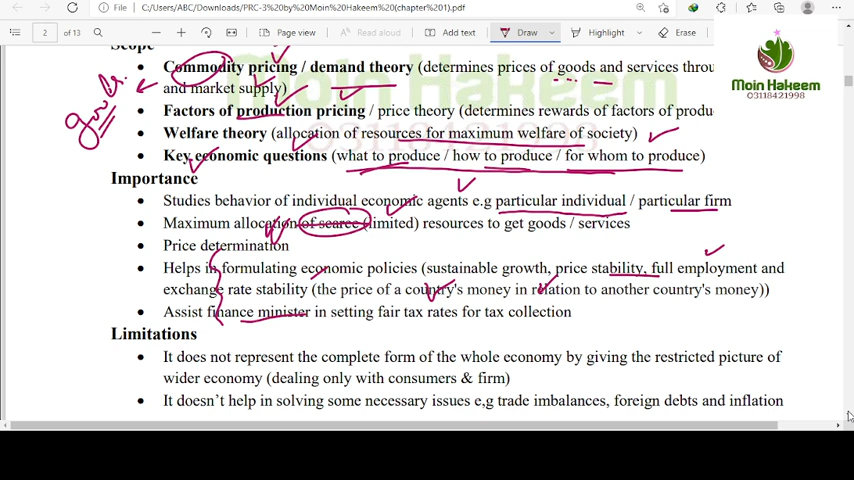 File | C:/Users/ABC/Downloads/PRC-3%20by%20Moin%20Hakeem%20(chapter%201).pdf
2 of 13 Page view Read aloud Add text Draw Highlight Erase
Scope
Commodity pricing / demand theory (determines prices of goods and services throu
and market supply)
goods.
Factors of production pricing / price theory (determines rewards of factors of produ
Welfare theory (allocation of resources for maximum welfare of society)
Key economic questions (what to produce / how to produce / for whom to produce)
Importance
Studies behavior of individual economic agents e.g particular individual / particular firm
Maximum allocation of scarce (limited) resources to get goods / services
Price determination
Helps in formulating economic policies (sustainable growth, price stability, full employment and
exchange rate stability (the price of a country's money in relation to another country's money))
Assist finance minister in setting fair tax rates for tax collection
Limitations
It does not represent the complete form of the whole economy by giving the restricted picture of
wider economy (dealing only with consumers & firm)
It doesn't help in solving some necessary issues e,g trade imbalances, foreign debts and inflation
Moin Hakeem
03118421998
Moin Hakeem
03118421998